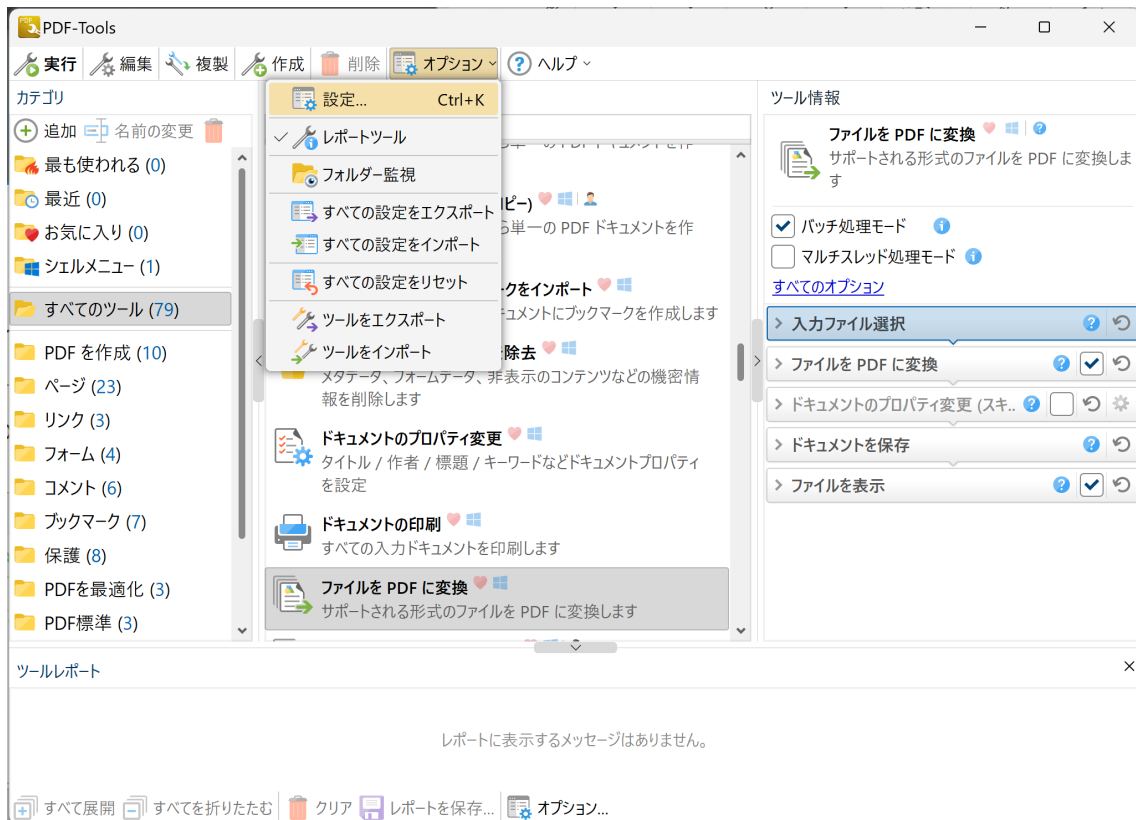 PDF-Tools
実行 編集 複製 作成 削除 オプション ヘルプ
カテゴリ
追加 名前の変更
最も使われる (0)
最近 (0)
お気に入り (0)
シェルメニュー (1)
すべてのツール (79)
PDF を作成 (10)
ページ (23)
リンク (3)
フォーム (4)
コメント (6)
ブックマーク (7)
保護 (8)
PDFを最適化 (3)
PDF標準 (3)
設定... Ctrl+K
レポートツール
フォルダー監視
すべての設定をエクスポート
すべての設定をインポート
すべての設定をリセット
ツールをエクスポート
ツールをインポート
ピー)
ら単一の PDF ドキュメントを作
クをインポート
ュメントにブックマークを作成します
除去
メタデータ、フォームデータ、非表示のコンテンツなどの機密情
報を削除します
ドキュメントのプロパティ変更
タイトル / 作者 / 標題 / キーワードなどドキュメントプロパティ
を設定
ドキュメントの印刷
すべての入力ドキュメントを印刷します
ファイルを PDF に変換
サポートされる形式のファイルを PDF に変換します
ツール情報
ファイルを PDF に変換
サポートされる形式のファイルを PDF に変換しま
す
バッチ処理モード
マルチスレッド処理モード
すべてのオプション
入力ファイル選択
ファイルを PDF に変換
ドキュメントのプロパティ変更 (スキ..
ドキュメントを保存
ファイルを表示
ツールレポート
レポートに表示するメッセージはありません。
すべて展開 すべてを折りたたむ クリア レポートを保存... オプション...